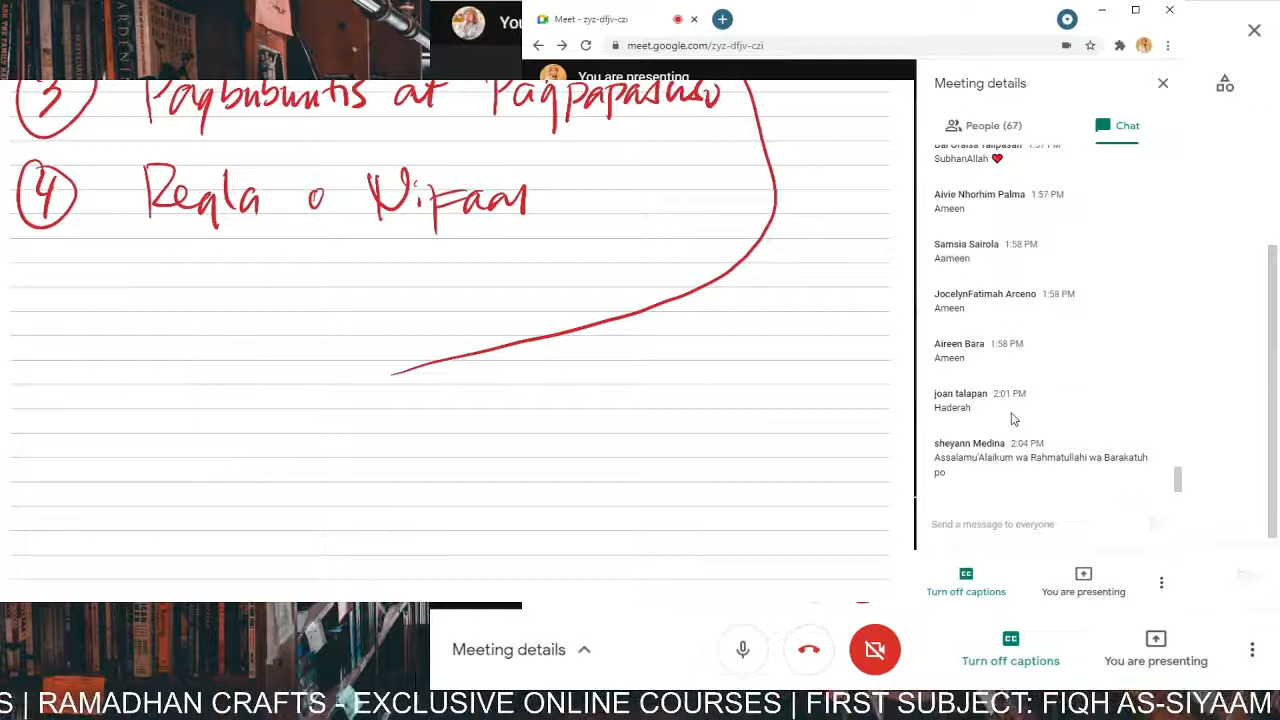 You
Meet - zyz-dfjv-czi
meet.google.com/zyz-dfjv-czi
You are presenting
3 Pagbubuntis at Pagpapasuso
4 Regla o Nifaas
Meeting details
People (67)
Chat
1:57 PM
SubhanAllah ❤
Aivie Nhorhim Palma 1:57 PM
Ameen
Samsia Sairola 1:58 PM
Aameen
JocelynFatimah Arceno 1:58 PM
Ameen
Aireen Bara 1:58 PM
Ameen
joan talapan 2:01 PM
Haderah
sheyann Medina 2:04 PM
Assalamu'Alaikum wa Rahmatullahi wa Barakatuh
po
Send a message to everyone
CC
Turn off captions
You are presenting
Meeting details
CC
Turn off captions
You are presenting
S | RAMADHAN CRAFTS - EXCLUSIVE ONLINE COURSES | FIRST SUBJECT: FIQH AS-SIYAAM